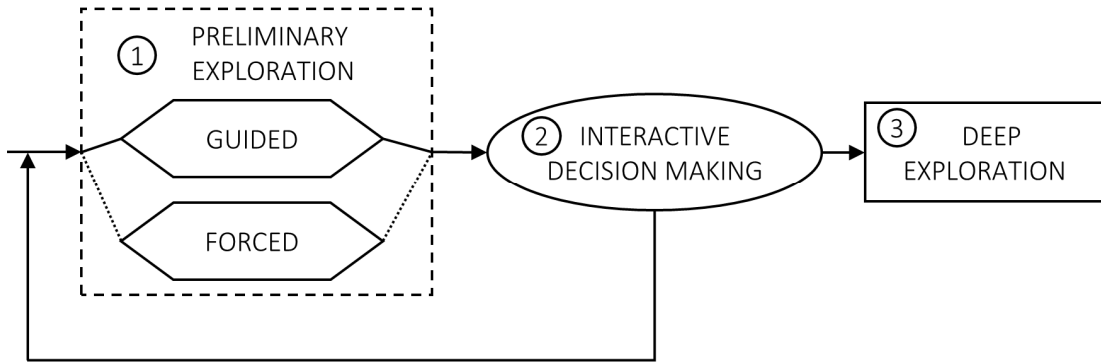 1
PRELIMINARY
EXPLORATION
GUIDED
FORCED
2
INTERACTIVE
DECISION MAKING
3
DEEP
EXPLORATION